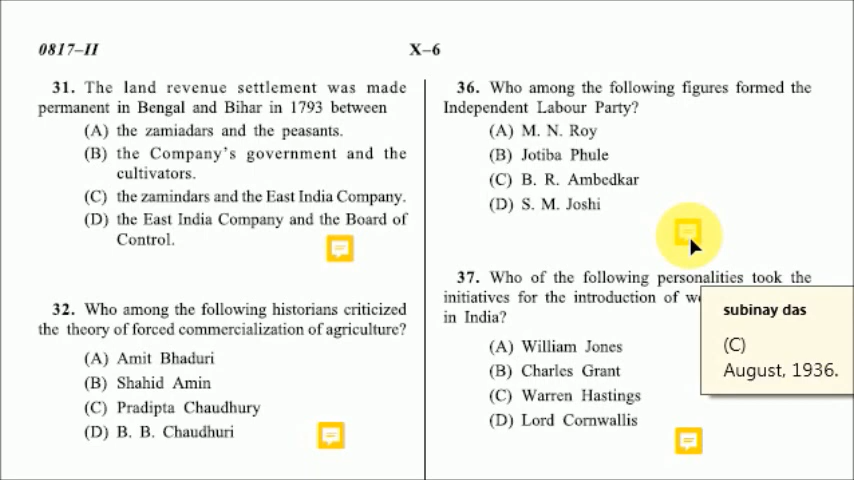 0817–II
X–6
31. The land revenue settlement was made
permanent in Bengal and Bihar in 1793 between
(A) the zamiadars and the peasants.
(B) the Company's government and the
cultivators.
(C) the zamindars and the East India Company.
(D) the East India Company and the Board of
Control.
32. Who among the following historians criticized
the theory of forced commercialization of agriculture?
(A) Amit Bhaduri
(B) Shahid Amin
(C) Pradipta Chaudhury
(D) B. B. Chaudhuri
36. Who among the following figures formed the
Independent Labour Party?
(A) M. N. Roy
(B) Jotiba Phule
(C) B. R. Ambedkar
(D) S. M. Joshi
37. Who of the following personalities took the
initiatives for the introduction of
in India?
(A) William Jones
(B) Charles Grant
(C) Warren Hastings
(D) Lord Cornwallis
subinay das
(C)
August, 1936.